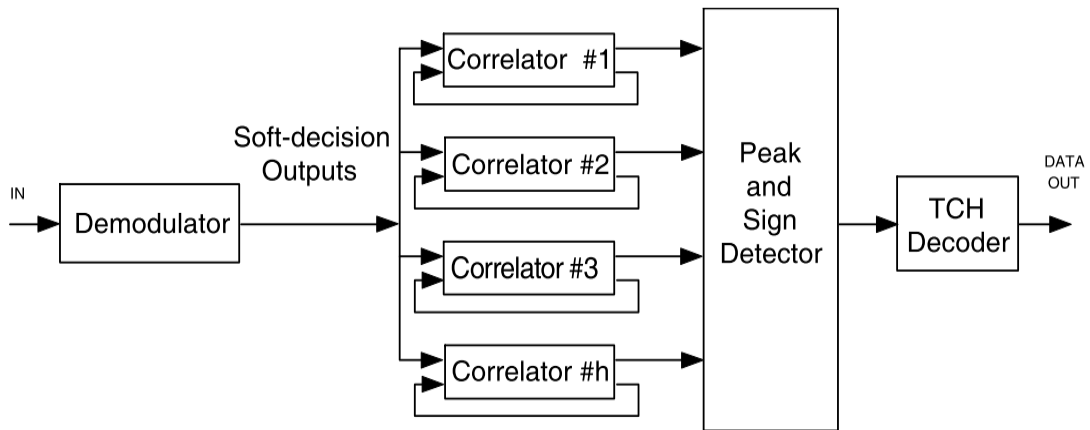 IN
Demodulator
Soft-decision
Outputs
Correlator #1
Correlator #2
Correlator #3
Correlator #h
Peak
and
Sign
Detector
TCH
Decoder
DATA
OUT